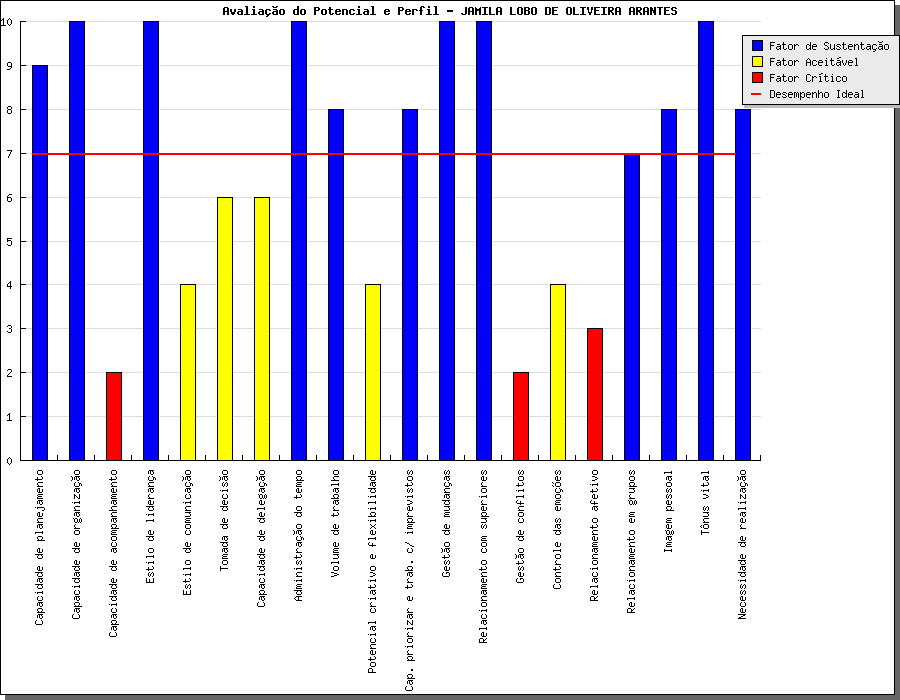 Avaliação do Potencial e Perfil - JAMILA LOBO DE OLIVEIRA ARANTES
10
9
8
7
6
5
4
3
2
1
0
Fator de Sustentação
Fator Aceitável
Fator Crítico
Desempenho Ideal
Capacidade de planejamento
Capacidade de organização
Capacidade de acompanhamento
Estilo de liderança
Estilo de comunicação
Tomada de decisão
Capacidade de delegação
Administração do tempo
Volume de trabalho
Potencial criativo e flexibilidade
Cap. priorizar e trab. c/ imprevistos
Gestão de mudanças
Relacionamento com superiores
Gestão de conflitos
Controle das emoções
Relacionamento afetivo
Relacionamento em grupos
Imagem pessoal
Tônus vital
Necessidade de realização